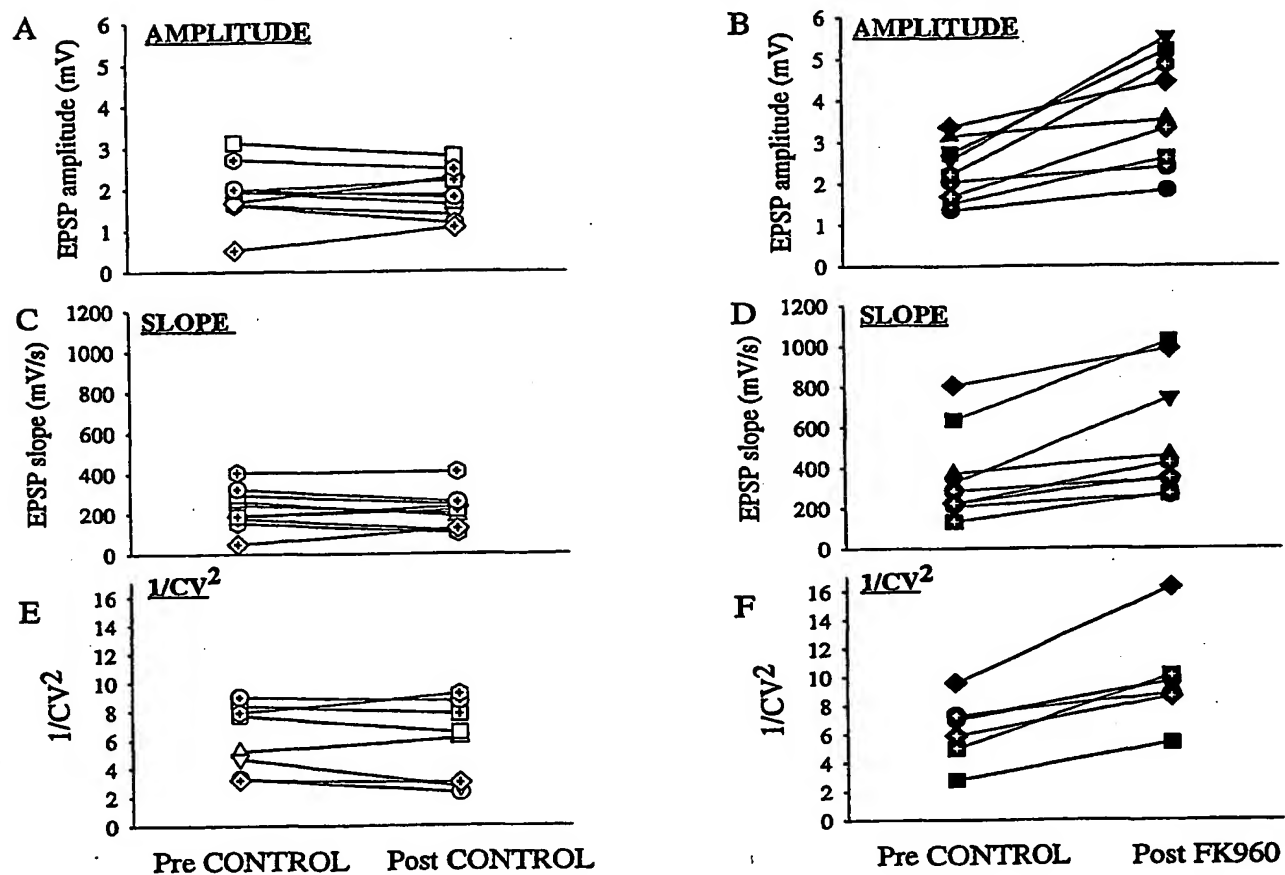 A
AMPLITUDE
EPSP amplitude (mV)
6
5
4
3
2
1
0
B
AMPLITUDE
EPSP amplitude (mV)
6
5
4
3
2
1
0
C
SLOPE
EPSP slope (mV/s)
1200
1000
800
600
400
200
0
D
SLOPE
EPSP slope (mV/s)
1200
1000
800
600
400
200
0
E
1/CV²
1/CV²
16
14
12
10
8
6
4
2
0
Pre CONTROL
Post CONTROL
F
1/CV²
1/CV²
16
14
12
10
8
6
4
2
0
Pre CONTROL
Post FK960